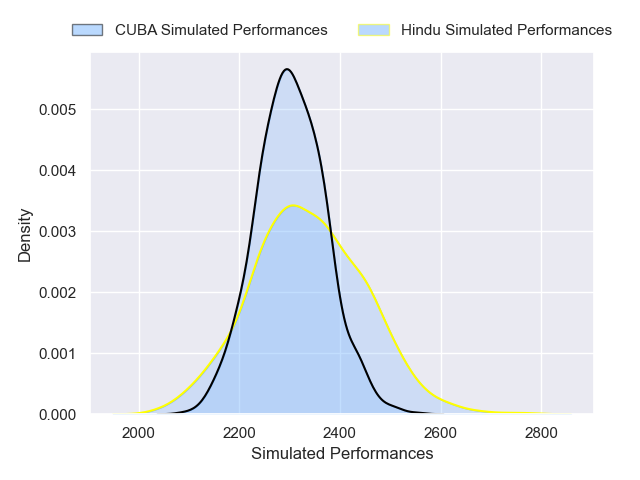 CUBA Simulated Performances Hindu Simulated Performances
0.005
0.004
0.003
0.002
0.001
0.000
Density
2000 2200 2400 2600 2800
Simulated Performances